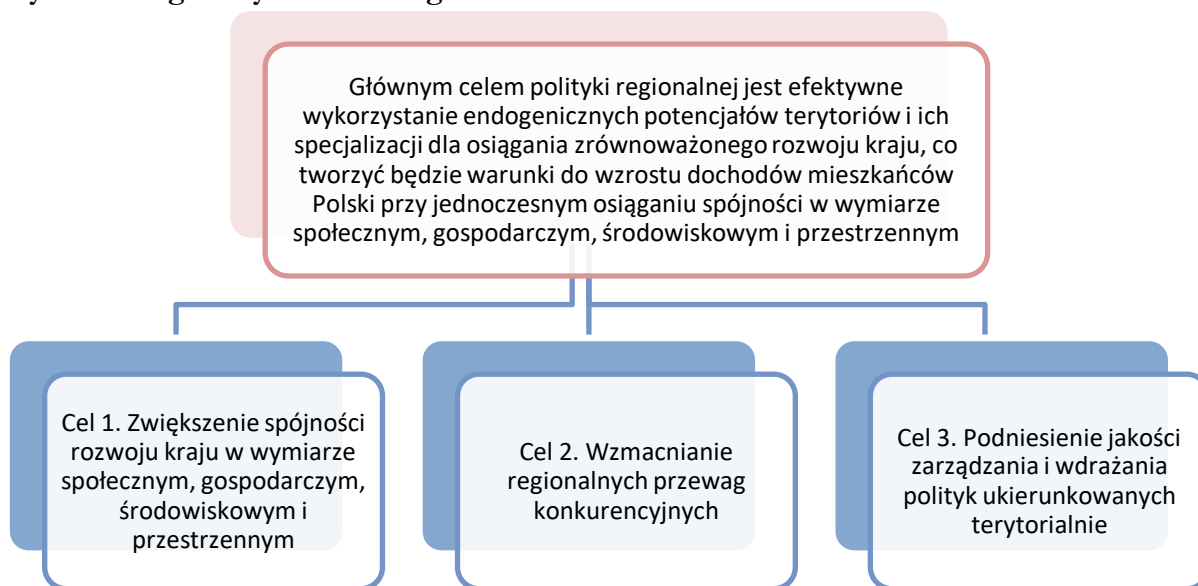 Głównym celem polityki regionalnej jest efektywne
wykorzystanie endogenicznych potencjałów terytoriów i ich
specjalizacji dla osiągania zrównoważonego rozwoju kraju, co
tworzyć będzie warunki do wzrostu dochodów mieszkańców
Polski przy jednoczesnym osiąganiu spójności w wymiarze
społecznym, gospodarczym, środowiskowym i przestrzennym
Cel 1. Zwiększenie spójności
rozwoju kraju w wymiarze
społecznym, gospodarczym,
środowiskowym i
przestrzennym
Cel 2. Wzmacnianie
regionalnych przewag
konkurencyjnych
Cel 3. Podniesienie jakości
zarządzania i wdrażania
polityk ukierunkowanych
terytorialnie